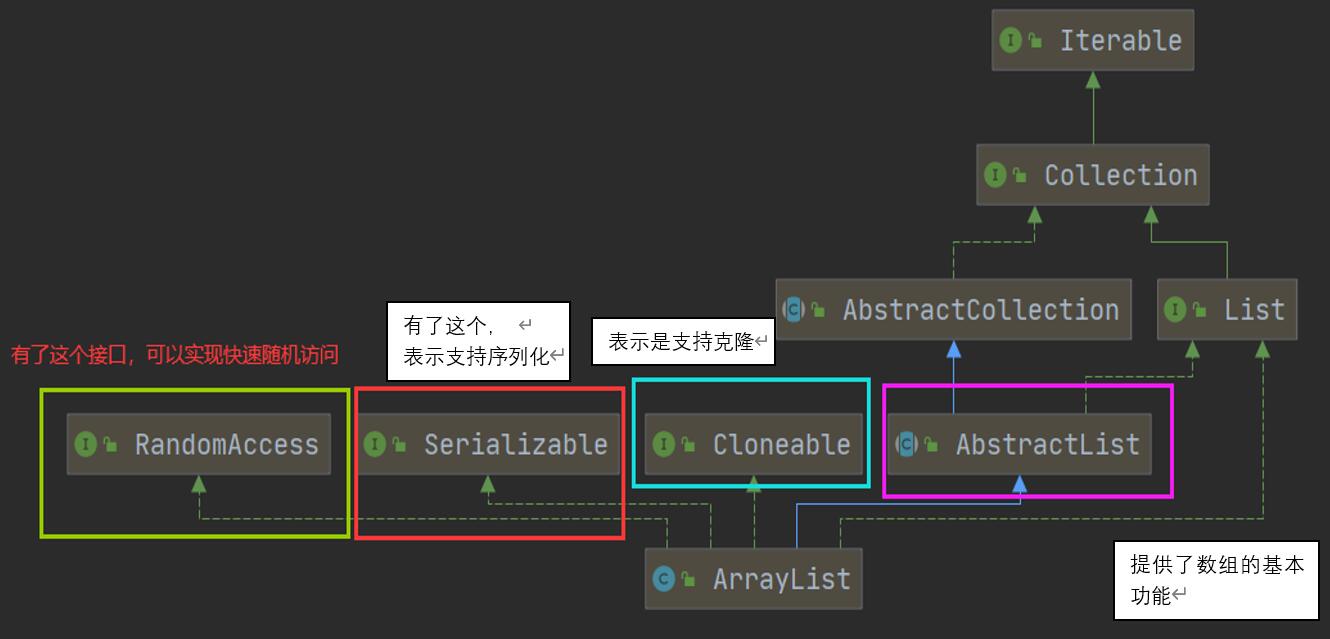 Iterable
Collection
AbstractCollection
List
有了这个，
表示支持序列化
表示是支持克隆
有了这个接口，可以实现快速随机访问
RandomAccess
Serializable
Cloneable
AbstractList
ArrayList
提供了数组的基本
功能